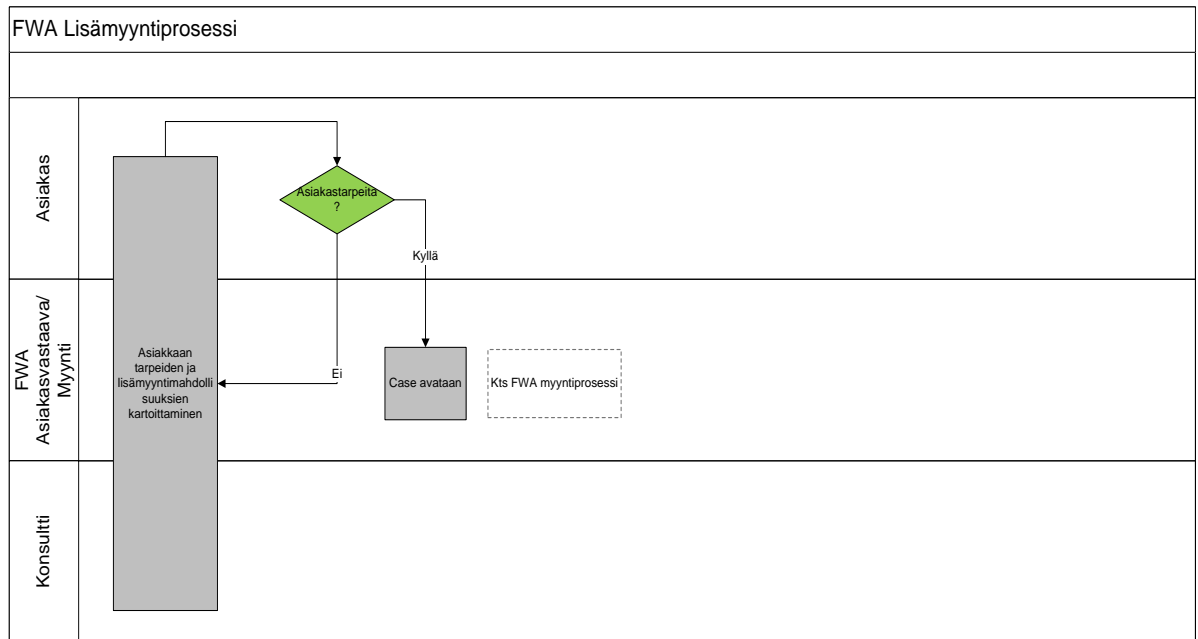 FWA Lisämyyntiprosessi
Asiakas
Asiakastarpeita
?
Kyllä
FWA
Asiakasvastaava/
Myynti
Asiakkaan
tarpeiden ja
lisämyyntimahdolli
suuksien
kartoittaminen
Ei
Case avataan
Kts FWA myyntiprosessi
Konsultti